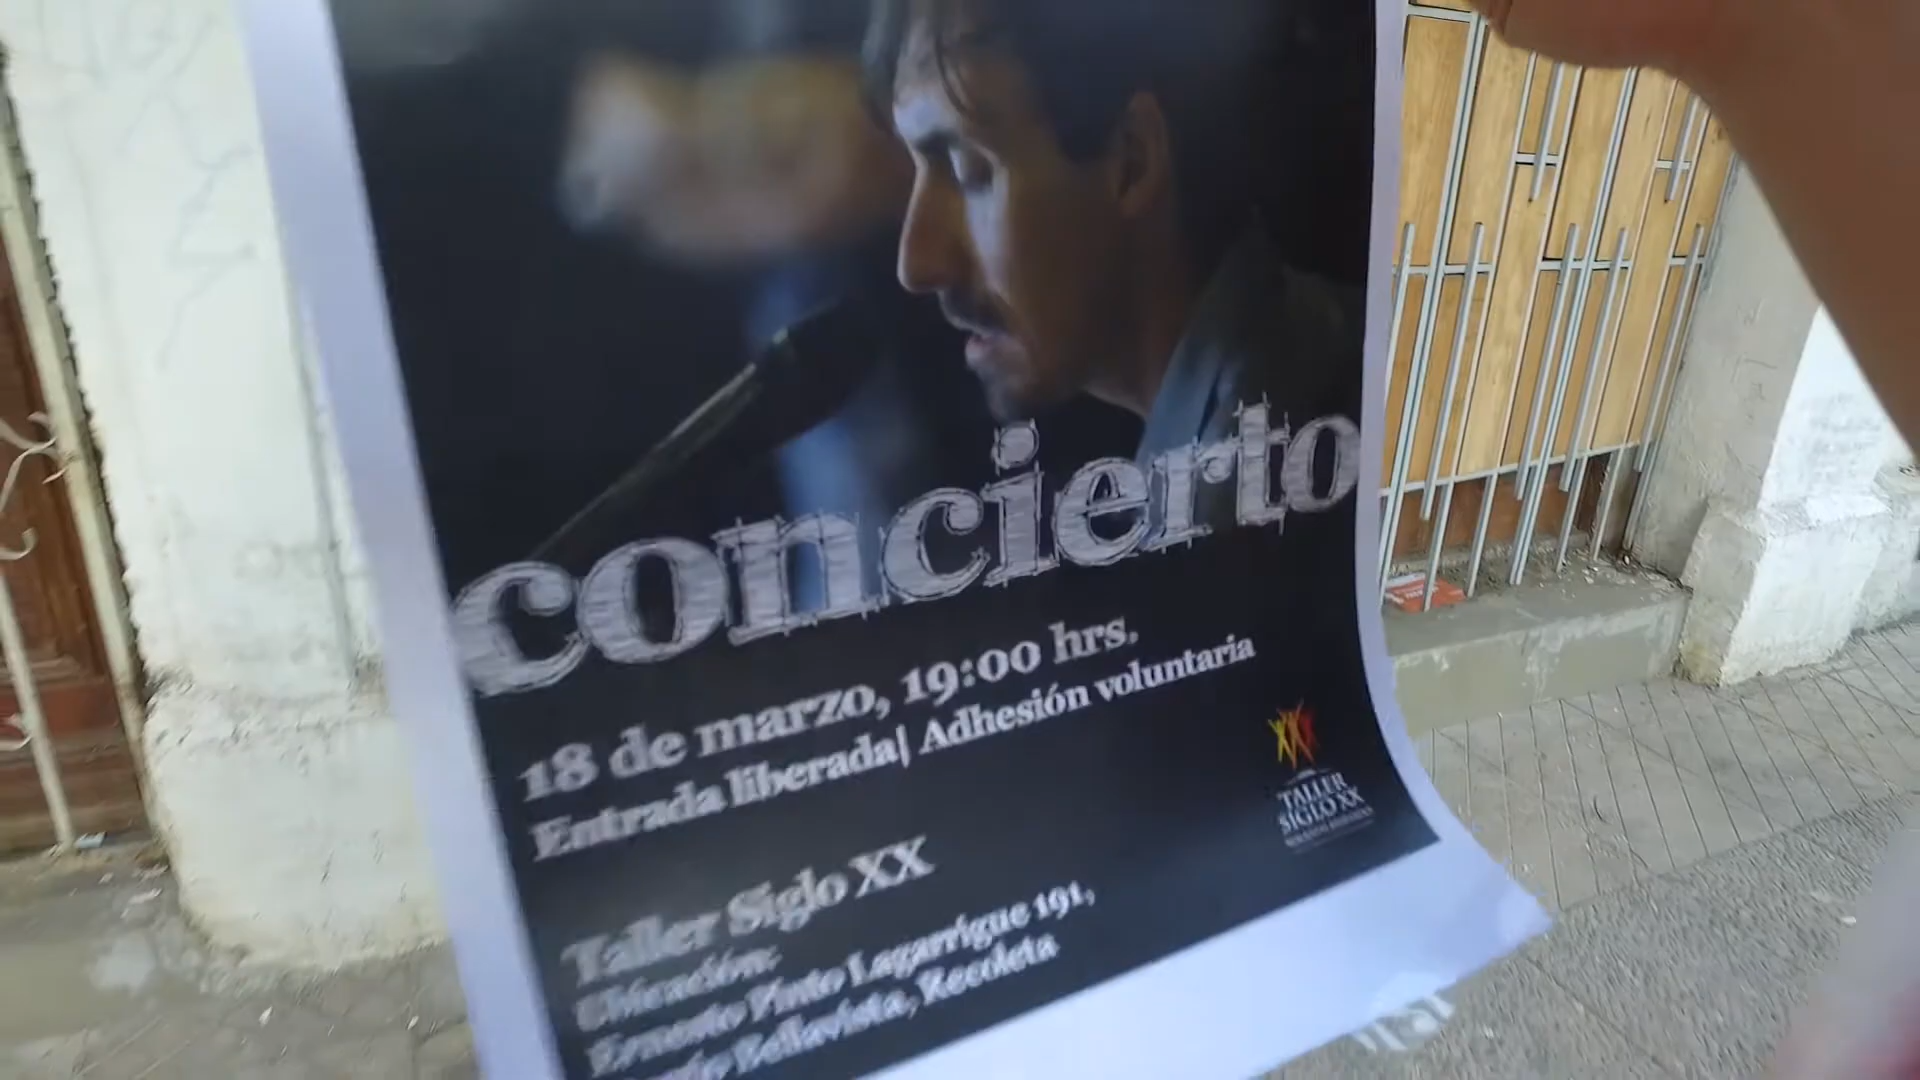 concierto
18 de marzo, 19:00 hrs.
Entrada liberada| Adhesión voluntaria
TALLER
SIGLO XX
Taller Siglo XX
Ubicación:
Ernesto Pinto Lagarrigue 191,
Bellavista, Recoleta